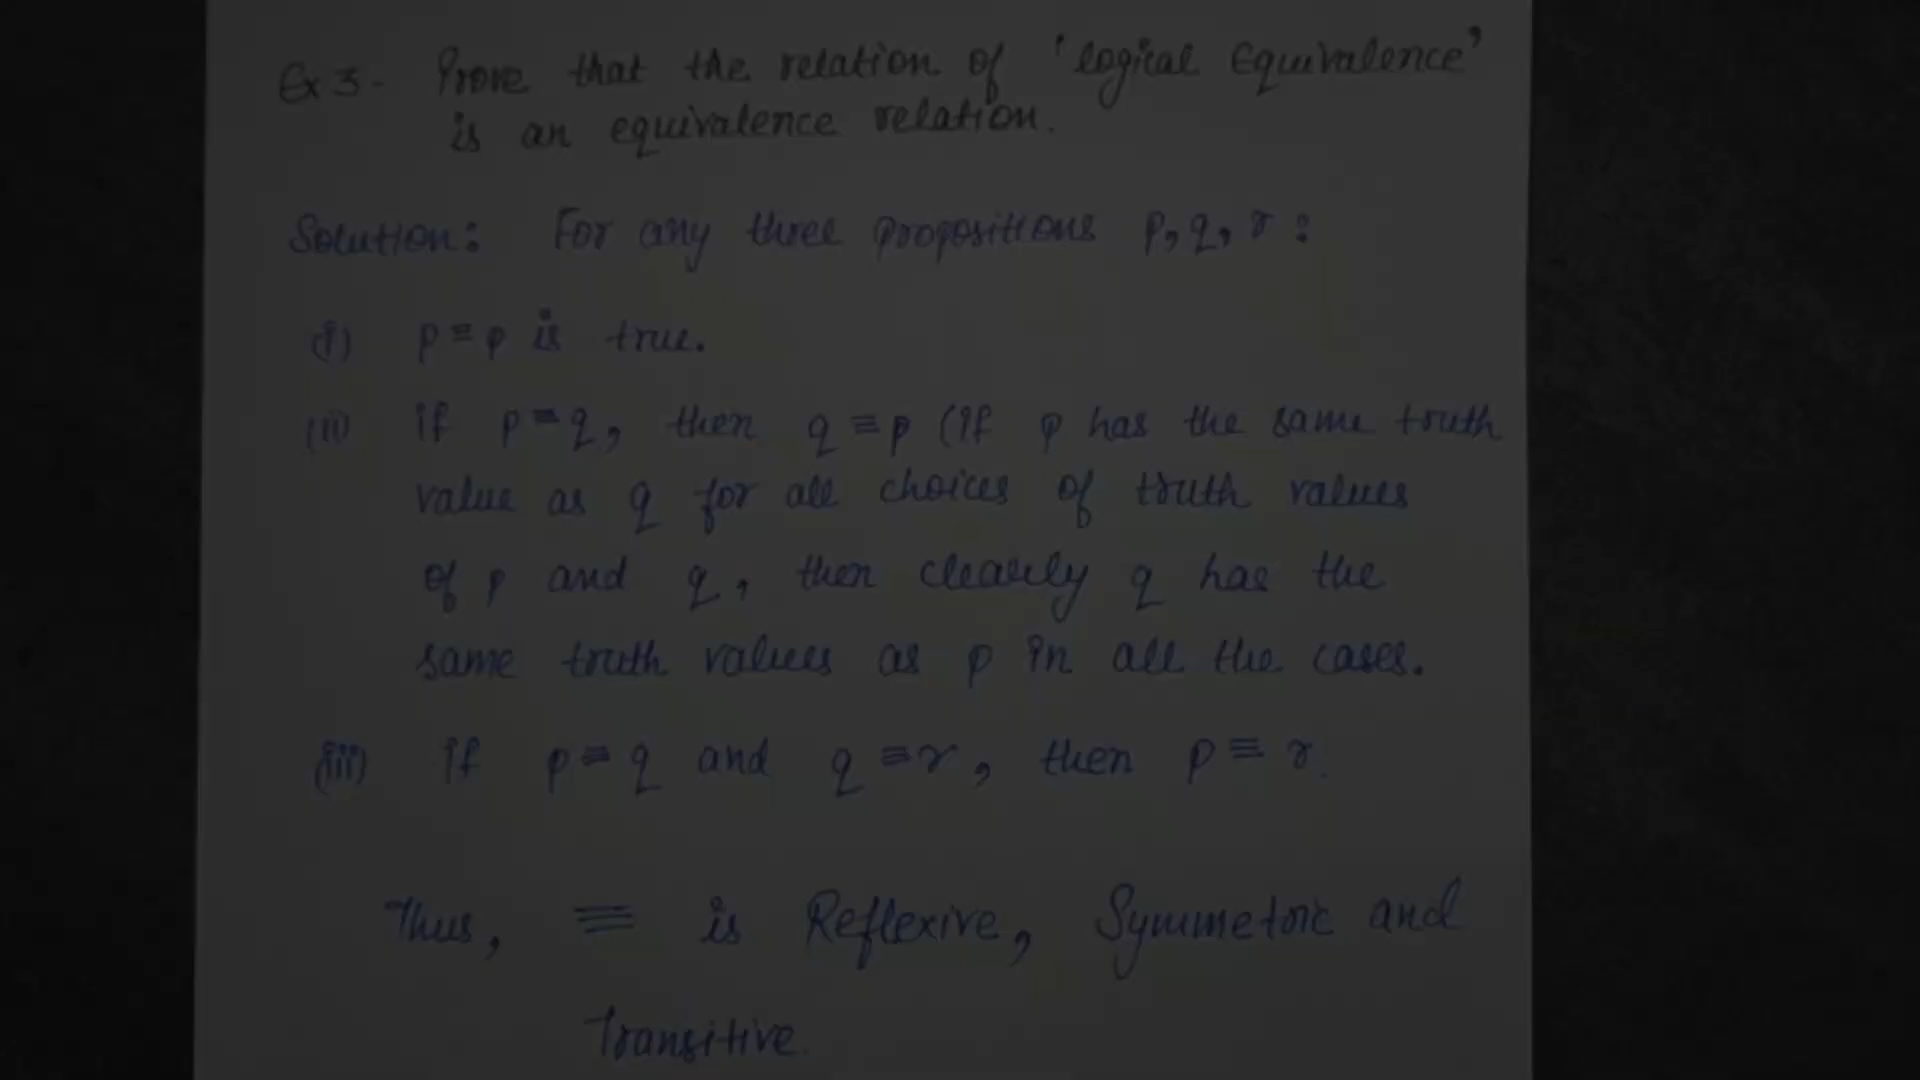 Ex 3- Prove that the relation of 'logical Equivalence'
is an equivalence relation.
Solution: For any three propositions p, q, r :
(i) p ≡ p is true.
(ii) if p ≡ q, then q ≡ p (if p has the same truth
value as q for all choices of truth values
of p and q, then clearly q has the
same truth values as p in all the cases.
(iii) if p ≡ q and q ≡ r, then p ≡ r.
Thus, ≡ is Reflexive, Symmetric and
Transitive.